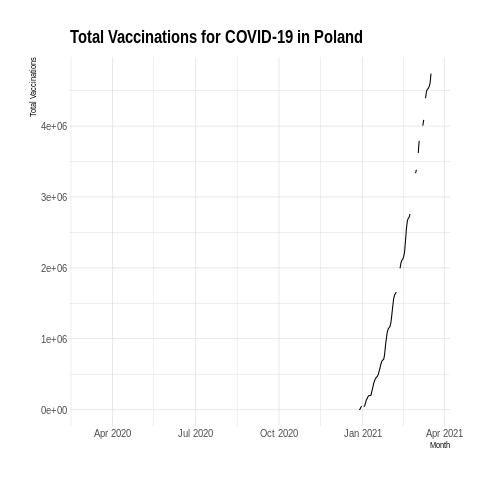 Total Vaccinations for COVID-19 in Poland
Total Vaccinations
4e+06
3e+06
2e+06
1e+06
0e+00
Apr 2020 Jul 2020 Oct 2020 Jan 2021 Apr 2021
Month